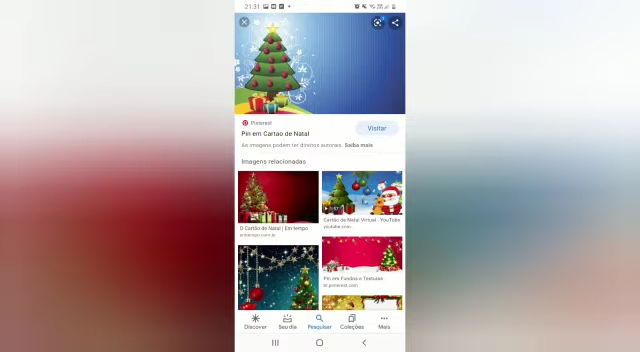 21:31
Pinterest
Pin em Cartao de Natal
Visitar
As imagens podem ter direitos autorais. Saiba mais
Imagens relacionadas
O Cartão de Natal | Em tempo
Cartão de Natal Virtual - YouTube
youtube.com
Pin em Fundos e Texturas
br.pinterest.com
Discover
Seu dia
Pesquisar
Coleções
Mais